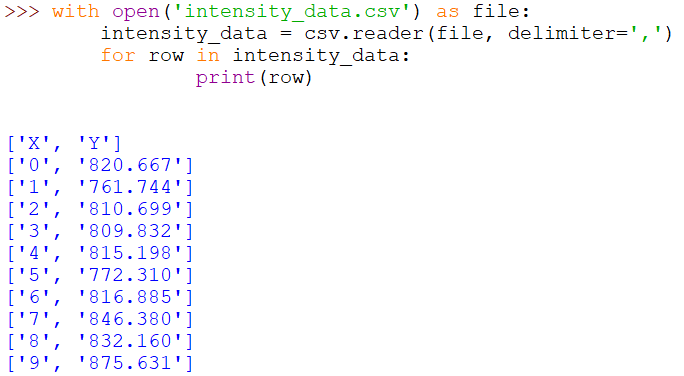 >>> with open('intensity_data.csv') as file:
        intensity_data = csv.reader(file, delimiter=',')
        for row in intensity_data:
                print(row)
['X', 'Y']
['0', '820.667']
['1', '761.744']
['2', '810.699']
['3', '809.832']
['4', '815.198']
['5', '772.310']
['6', '816.885']
['7', '846.380']
['8', '832.160']
['9', '875.631']